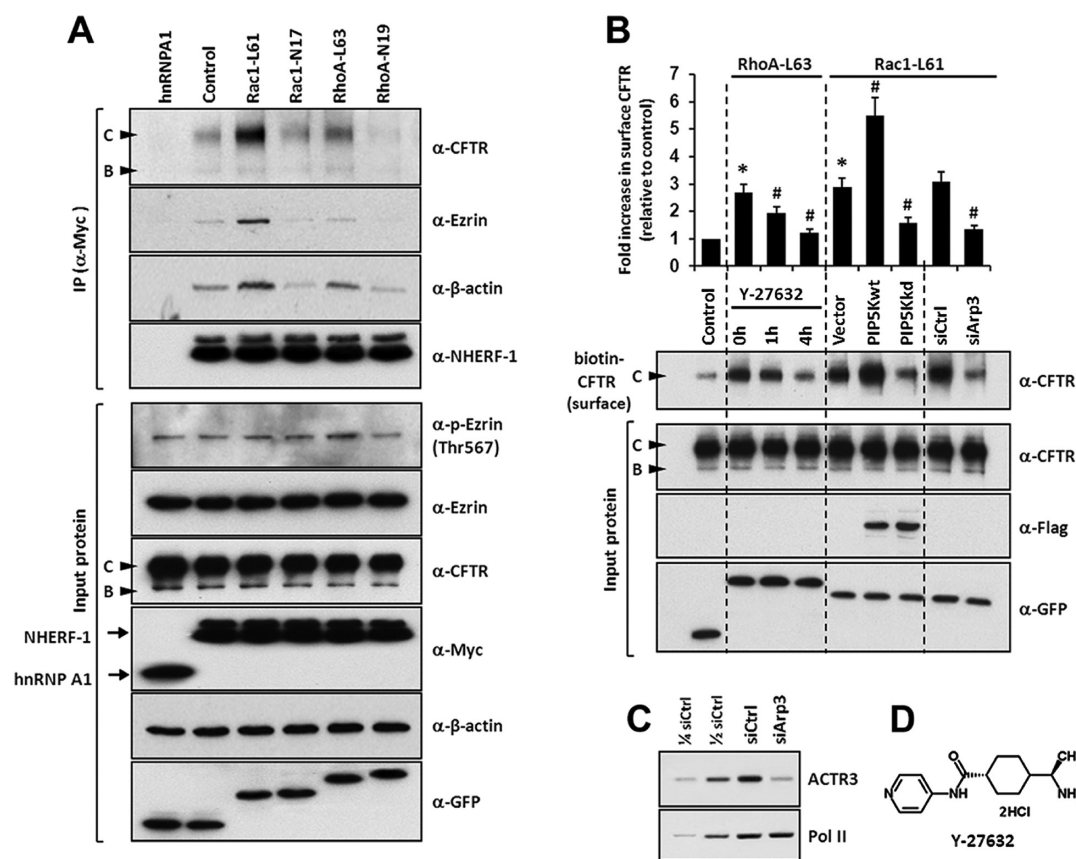 A
hnRNPA1
Control
Rac1-L61
Rac1-N17
RhoA-L63
RhoA-N19
IP (α-Myc)
C
B
α-CFTR
α-Ezrin
α-β-actin
α-NHERF-1
Input protein
α-p-Ezrin
(Thr567)
α-Ezrin
C
B
α-CFTR
NHERF-1
hnRNP A1
α-Myc
α-β-actin
α-GFP
B
RhoA-L63
Rac1-L61
Fold increase in surface CFTR
(relative to control)
7
6
5
4
3
2
1
0
*
#
#
*
#
#
#
Control
Y-27632
0h
1h
4h
Vector
PIP5Kwt
PIP5Kkd
siCtrl
siArp3
biotin-
CFTR
(surface)
C
α-CFTR
Input protein
C
B
α-CFTR
α-Flag
α-GFP
C
¼ siCtrl
½ siCtrl
siCtrl
siArp3
ACTR3
Pol II
D
O
N
NH
CH
NH
2HCl
Y-27632